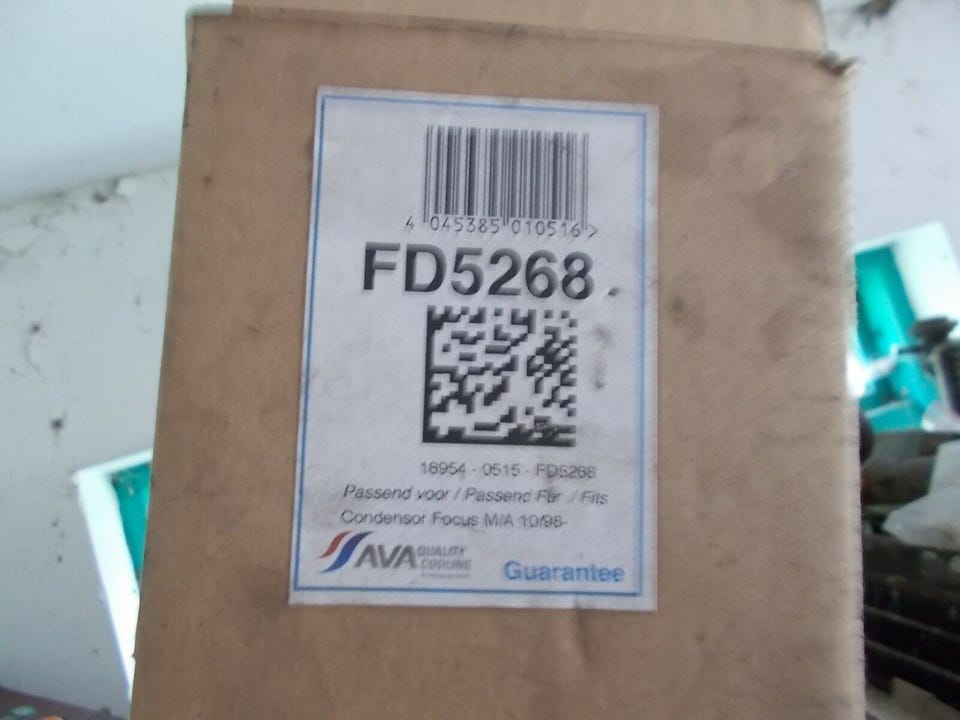 4 045385 010516 >
FD5268
18954 - 0515 - FD5268
Passend voor / Passend Für / Fits
Condensor Focus M/A 10/98-
AVA QUALITY COOLING
Guarantee